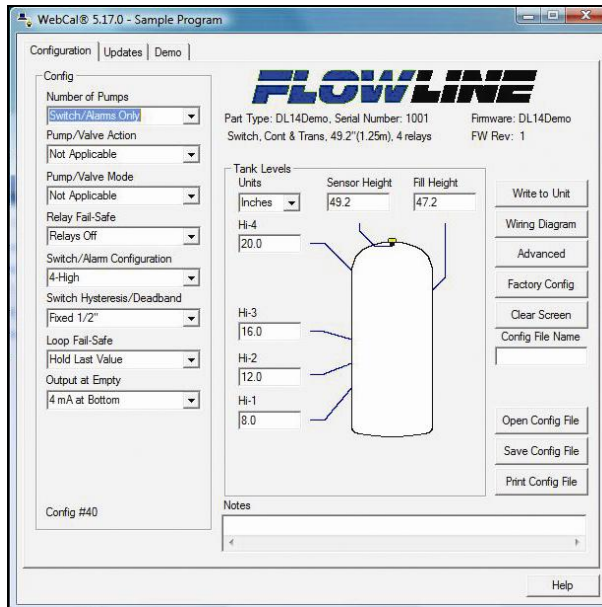 WebCal® 5.17.0 - Sample Program
Configuration Updates Demo
Config
Number of Pumps
Switch/Alarms Only
Pump/Valve Action
Not Applicable
Pump/Valve Mode
Not Applicable
Relay Fail-Safe
Relays Off
Switch/Alarm Configuration
4-High
Switch Hysteresis/Deadband
Fixed 1/2"
Loop Fail-Safe
Hold Last Value
Output at Empty
4 mA at Bottom
Config #40
FLOWLINE
Part Type: DL14Demo, Serial Number: 1001 Firmware: DL14Demo
Switch, Cont & Trans, 49.2"(1.25m), 4 relays FW Rev: 1
Tank Levels
Units Sensor Height Fill Height
Inches 49.2 47.2
Hi-4
20.0
Hi-3
16.0
Hi-2
12.0
Hi-1
8.0
Write to Unit
Wiring Diagram
Advanced
Factory Config
Clear Screen
Config File Name
Open Config File
Save Config File
Print Config File
Notes
Help